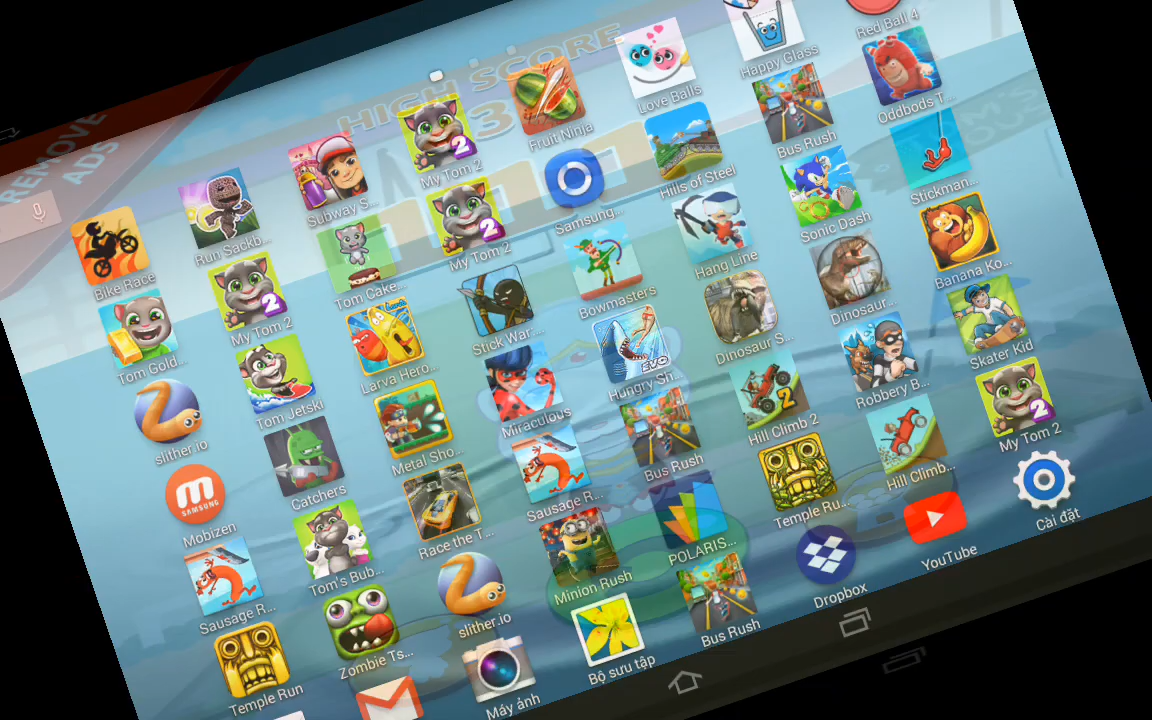 REMOVE
ADS
HIGH SCORE
3
Bike Race
Run Sackb...
Subway S...
My Tom 2
Fruit Ninja
Love Balls
Happy Glass
Red Ball 4
Tom Gold...
My Tom 2
Tom Cake...
My Tom 2
Samsung...
Hills of Steel
Bus Rush
Oddbods T...
slither.io
Tom Jetski
Larva Hero...
Stick War...
Bowmasters
Hang Line
Sonic Dash
Stickman...
SAMSUNG
Mobizen
Catchers
Metal Sho...
Miraculous
EVO
Hungry Sh...
Dinosaur S...
Dinosaur...
Banana Ko...
Sausage R...
Tom's Bub...
Race the T...
Sausage R...
Bus Rush
Hill Climb 2
Robbery B...
Skater Kid
Temple Run
Zombie Ts...
slither.io
Minion Rush
POLARIS...
Temple Ru...
Hill Climb...
My Tom 2
Máy ảnh
Bộ sưu tập
Bus Rush
Dropbox
YouTube
Cài đặt